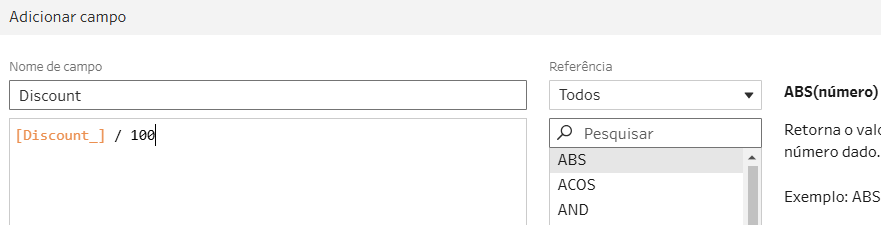 Adicionar campo
Nome de campo
Discount
[Discount_] / 100
Referência
Todos
Pesquisar
ABS
ACOS
AND
ABS(número)
Retorna o
número dado.
Exemplo: ABS